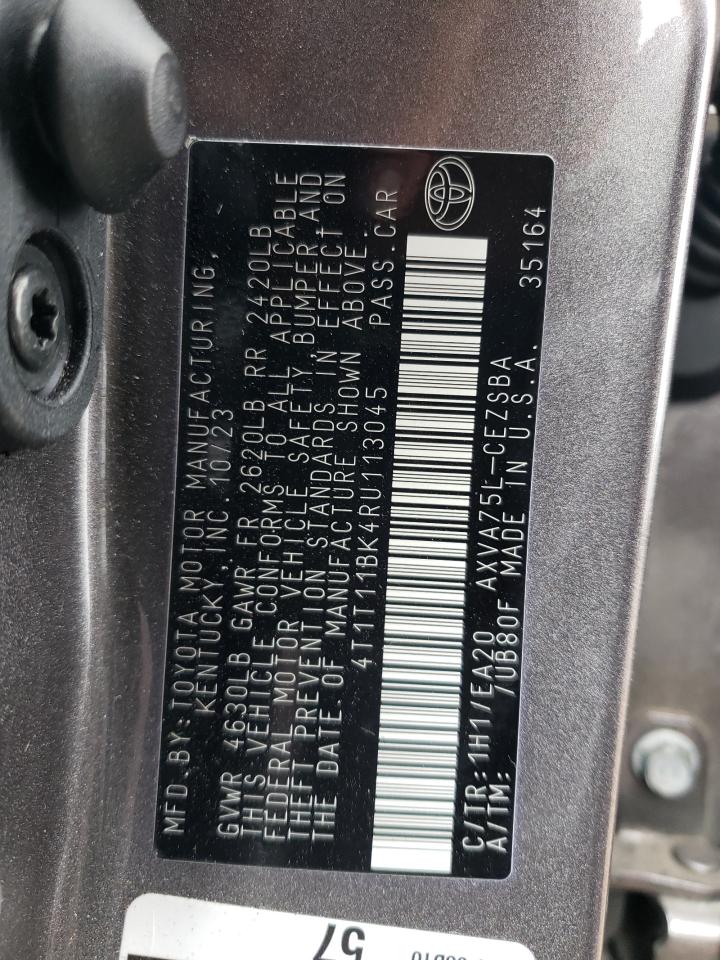 MFD.BY:TOYOTA MOTOR MANUFACTURING,
KENTUCKY, INC. 10/23
GVWR 4630LB GAWR FR 2620LB RR 2420LB
THIS VEHICLE CONFORMS TO ALL APPLICABLE
FEDERAL MOTOR VEHICLE SAFETY, BUMPER, AND
THEFT PREVENTION STANDARDS IN EFFECT ON
THE DATE OF MANUFACTURE SHOWN ABOVE.
4T1T11BK4RU113045 PASS.CAR
C/TR:1H17EA20 AXVA75L-CEZSBA
A/TM: 7UB80F MADE IN U.S.A. 35164
57